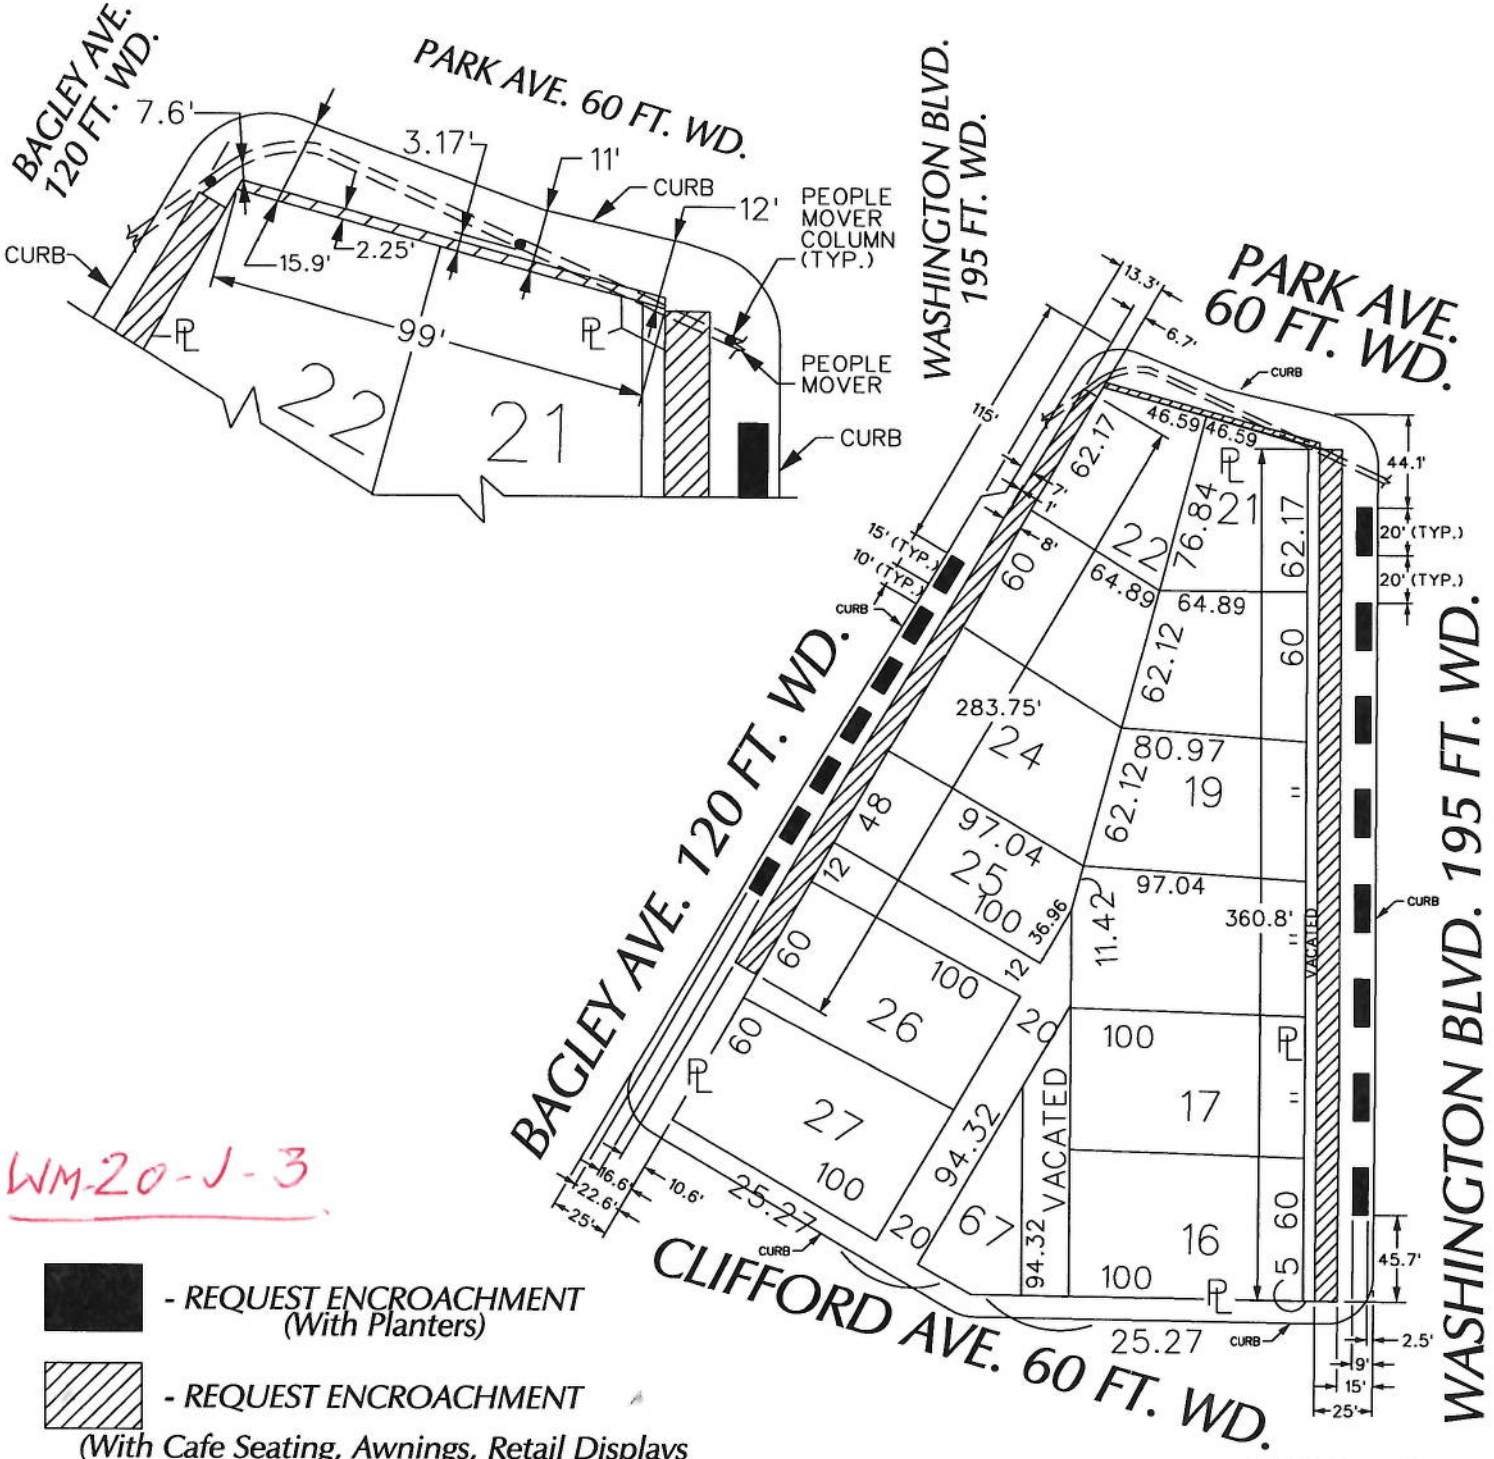 BAGLEY AVE.
120 FT. WD.
PARK AVE. 60 FT. WD.
WASHINGTON BLVD.
195 FT. WD.
7.6'
3.17'
11'
CURB
12'
PEOPLE
MOVER
COLUMN
(TYP.)
CURB
15.9'
2.25'
PL
99'
PL
PEOPLE
MOVER
22
21
CURB
PARK AVE.
60 FT. WD.
13.3'
6.7'
CURB
115'
46.59
46.59
62.17
PL
44.1'
7'
1'
21
22
76.84
62.17
15' (TYP.)
10' (TYP.)
8'
20' (TYP.)
20' (TYP.)
60
64.89
64.89
CURB
62.12
60
283.75'
24
80.97
19
=
62.12
48
97.04
25
97.04
12
100
36.96
11.42
360.8'
=
VACATED
CURB
BAGLEY AVE. 120 FT. WD.
WASHINGTON BLVD. 195 FT. WD.
60
100
12
26
20
100
PL
60
PL
27
94.32
VACATED
17
=
100
16.6'
22.6'
25'
10.6'
25.27
20
67
94.32
16
60
100
PL
5
45.7'
CURB
CLIFFORD AVE. 60 FT. WD.
25.27
CURB
2.5'
9'
15'
25'
WM-20-J-3
- REQUEST ENCROACHMENT
(With Planters)
- REQUEST ENCROACHMENT
(With Cafe Seating, Awnings, Retail Displays